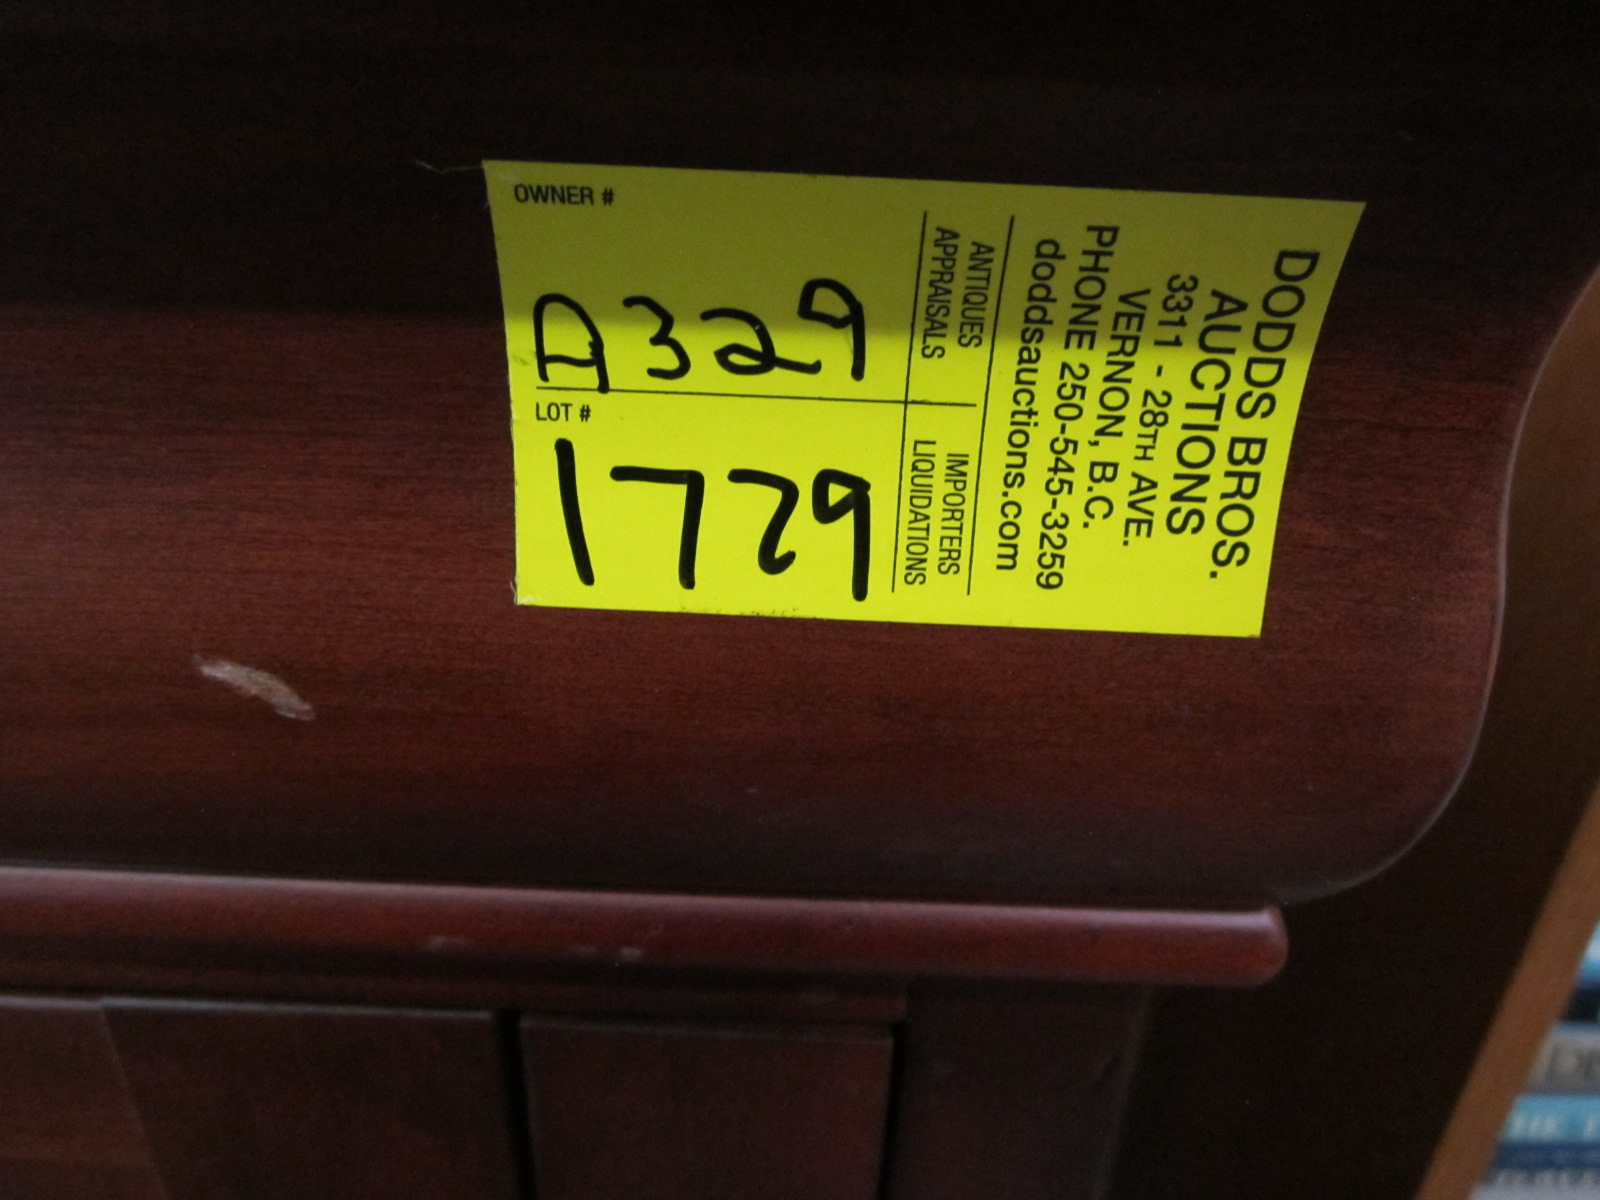 DODDS BROS.
AUCTIONS
3311 - 28TH AVE.
VERNON, B.C.
PHONE 250-545-3259
doddsauctions.com
ANTIQUES
APPRAISALS
IMPORTERS
LIQUIDATIONS
OWNER #
A329
LOT #
1729